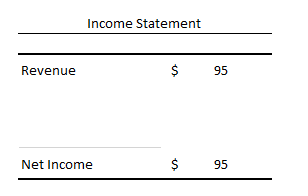 Income Statement
Revenue $ 95
Net Income $ 95